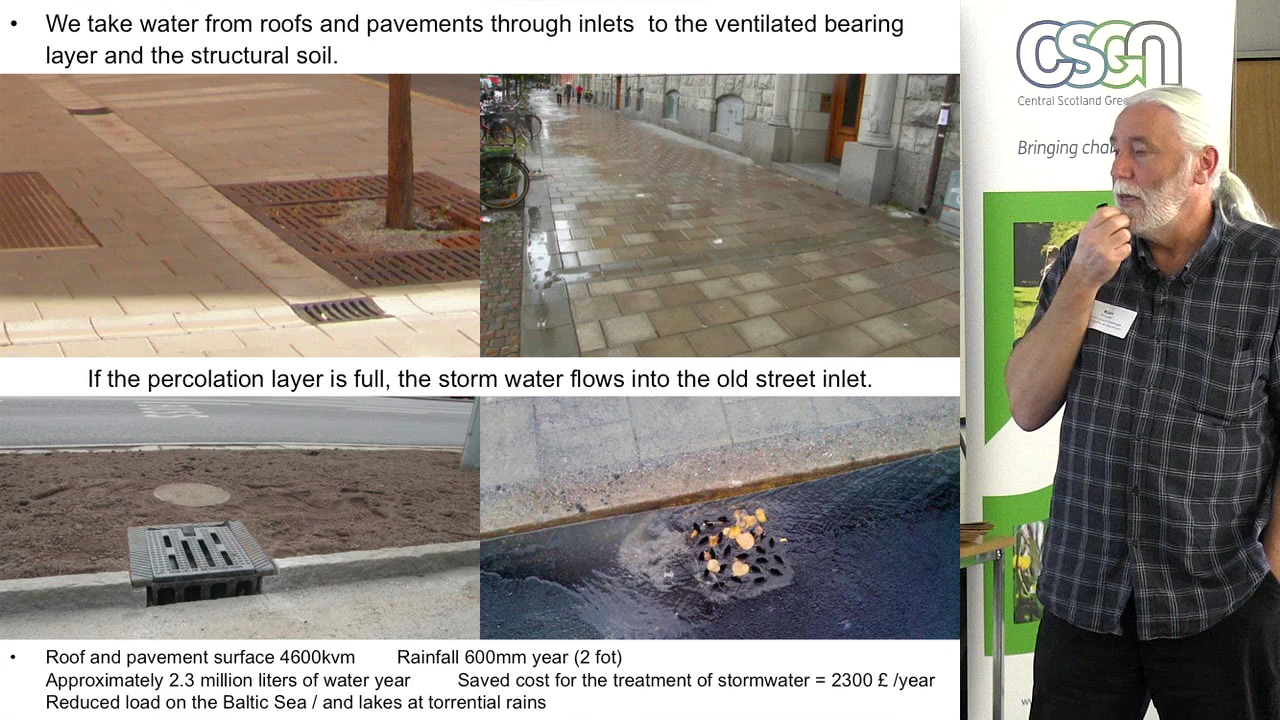 • We take water from roofs and pavements through inlets to the ventilated bearing
layer and the structural soil.
If the percolation layer is full, the storm water flows into the old street inlet.
• Roof and pavement surface 4600kvm Rainfall 600mm year (2 fot)
Approximately 2.3 million liters of water year Saved cost for the treatment of stormwater = 2300 £ /year
Reduced load on the Baltic Sea / and lakes at torrential rains
CSGN
Central Scotland Gree
Bringing chan